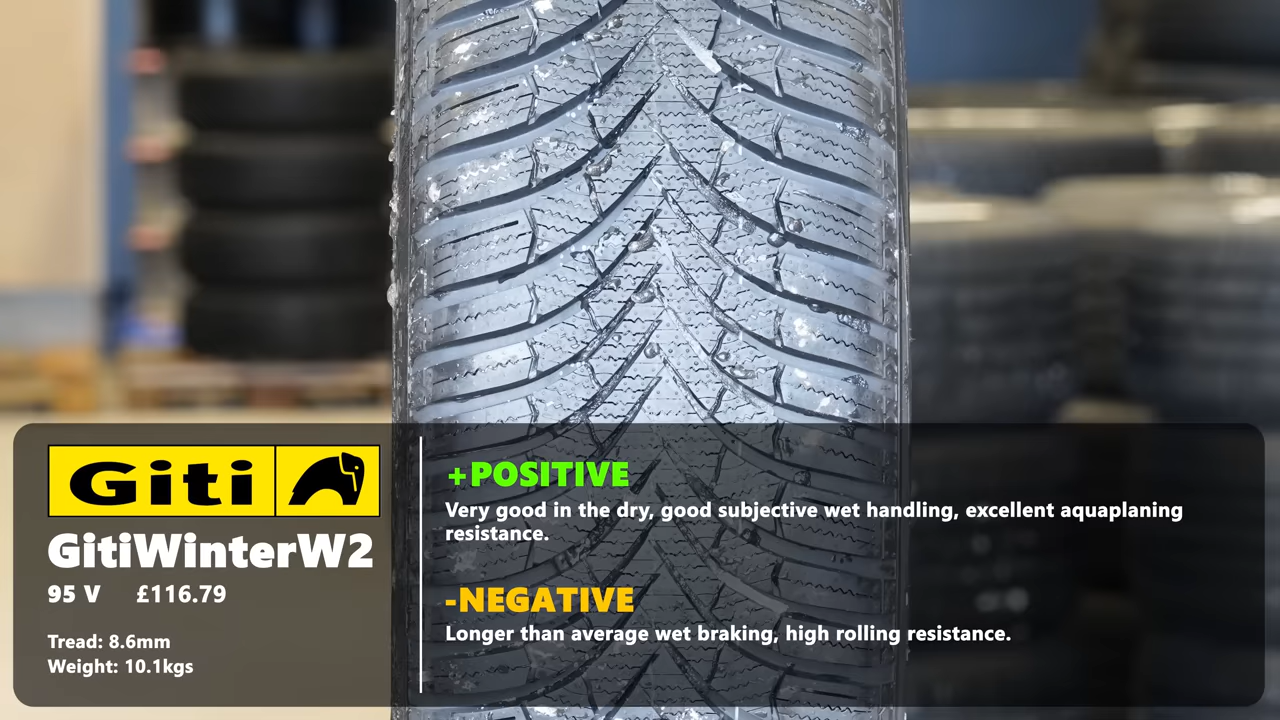 Giti
GitiWinterW2
95 V £116.79
Tread: 8.6mm
Weight: 10.1kgs
+POSITIVE
Very good in the dry, good subjective wet handling, excellent aquaplaning
resistance.
-NEGATIVE
Longer than average wet braking, high rolling resistance.